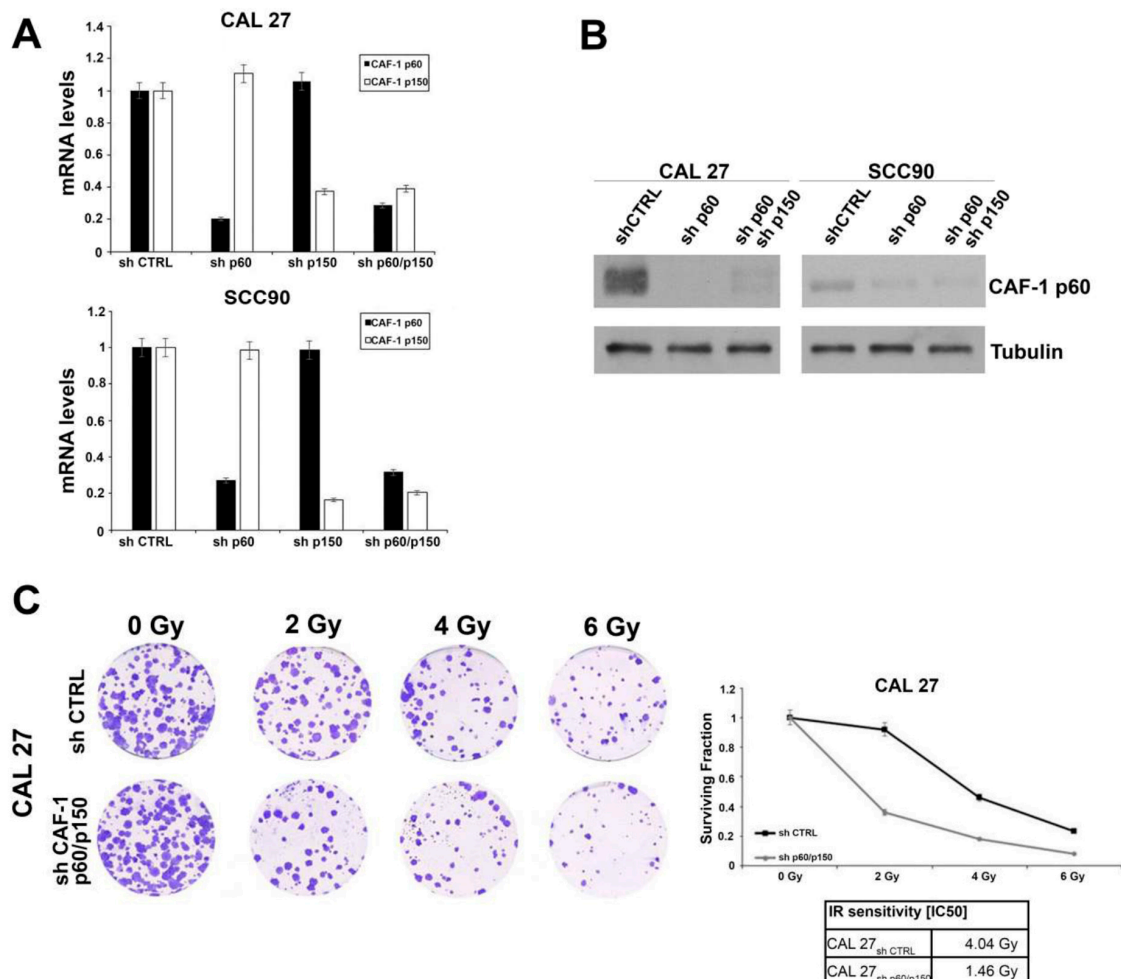 A
CAL 27
1.4
1.2
1
0.8
0.6
0.4
0.2
0
mRNA levels
CAF-1 p60
CAF-1 p150
sh CTRL sh p60 sh p150 sh p60/p150
SCC90
1.2
1
0.8
0.6
0.4
0.2
0
mRNA levels
CAF-1 p60
CAF-1 p150
sh CTRL sh p60 sh p150 sh p60/p150
B
CAL 27 SCC90
shCTRL sh p60 sh p60 sh p150 shCTRL sh p60 sh p60 sh p150
CAF-1 p60
Tubulin
C
0 Gy 2 Gy 4 Gy 6 Gy
CAL 27
sh CTRL
sh CAF-1
p60/p150
CAL 27
1.2
1
0.8
0.6
0.4
0.2
0
Surviving Fraction
sh CTRL
sh p60/p150
0 Gy 2 Gy 4 Gy 6 Gy
IR sensitivity [IC50]
CAL 27 sh CTRL 4.04 Gy
CAL 27 sh p60/p150 1.46 Gy